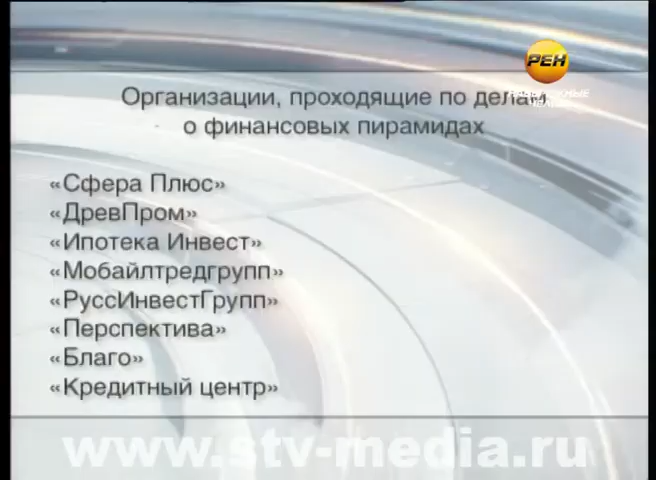 РЕН
Организации, проходящие по делам
о финансовых пирамидах
«Сфера Плюс»
«ДревПром»
«Ипотека Инвест»
«Мобайлтредгрупп»
«РуссИнвестГрупп»
«Перспектива»
«Благо»
«Кредитный центр»
www.stv-media.ru